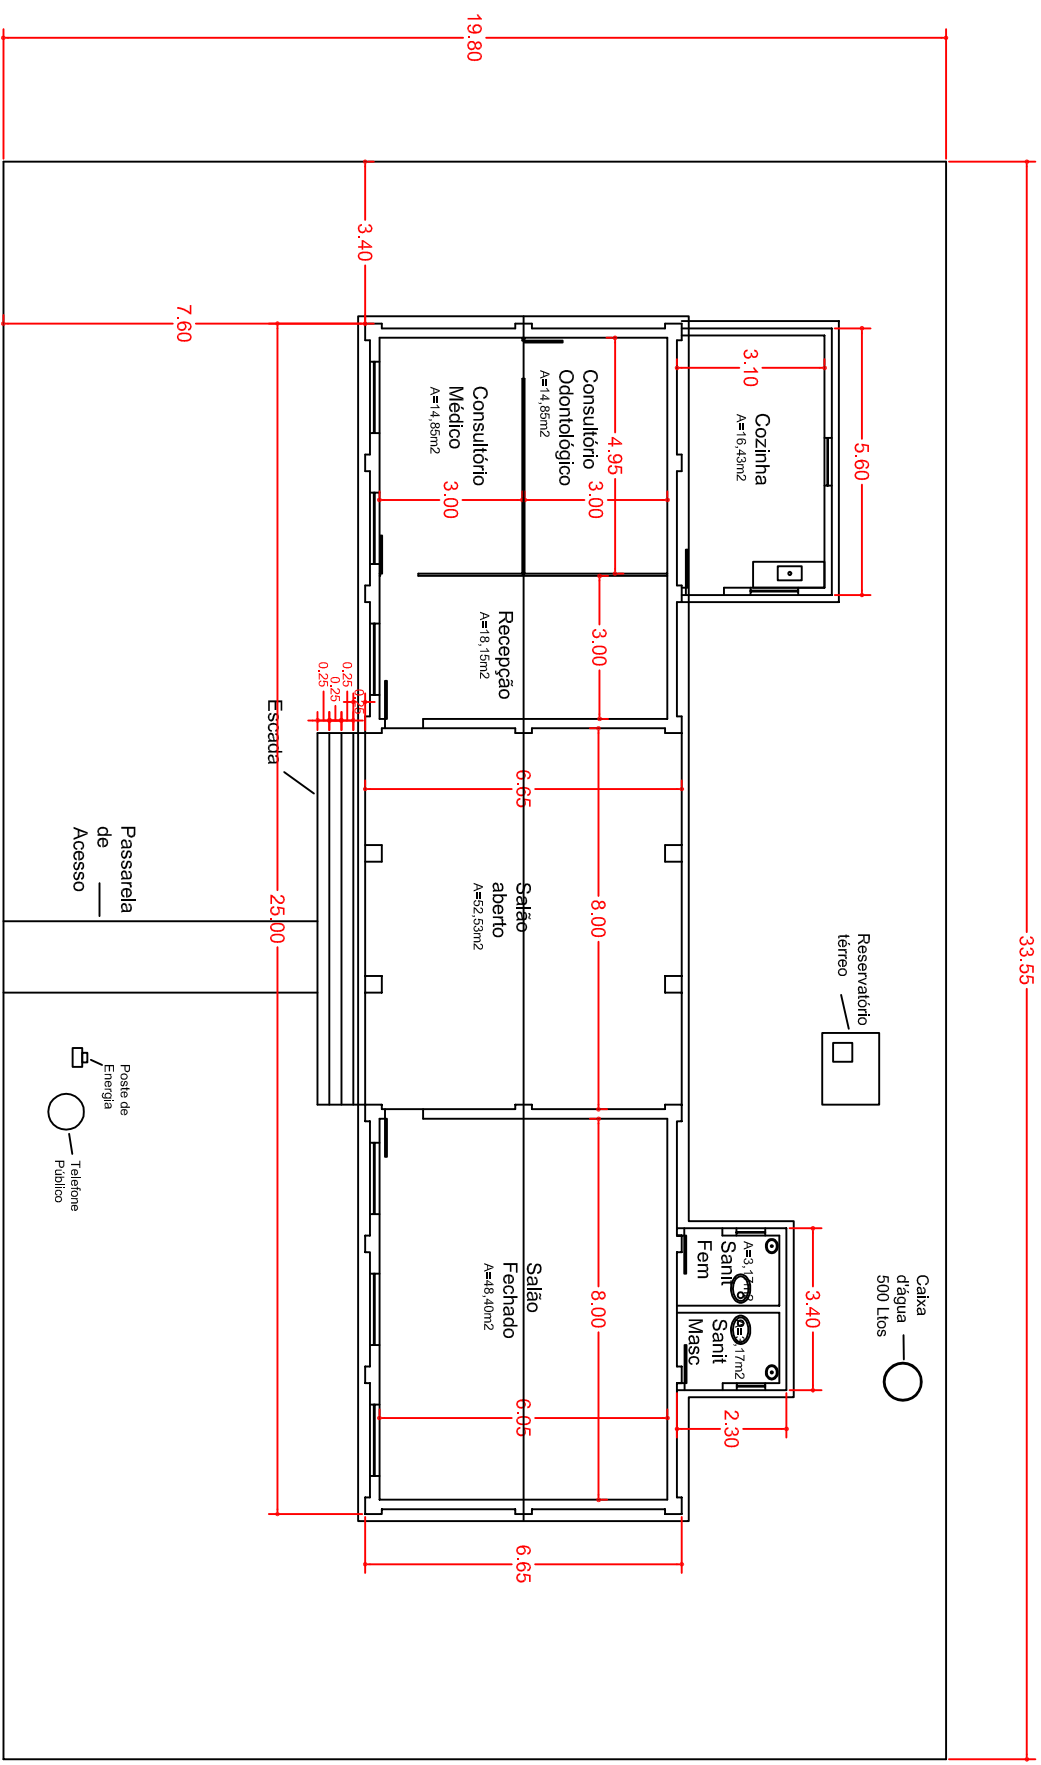 19.80
33.55
3.40
7.60
25.00
3.10
5.60
Cozinha
A=16,43m2
Consultório
Odontológico
A=14,85m2
4.95
3.00
Consultório
Médico
A=14,85m2
3.00
Recepção
A=18,15m2
3.00
0.25
0.25
0.25
0.25
Escada
6.65
Salão
aberto
A=52,53m2
8.00
Passarela
de
Acesso
Reservatório
térreo
Poste de
Energia
Telefone
Público
Sanit
Fem
A=3,17m2
Sanit
Masc
A=3,17m2
3.40
2.30
Caixa
d'água
500 Ltos
Salão
Fechado
A=48,40m2
8.00
6.05
6.65